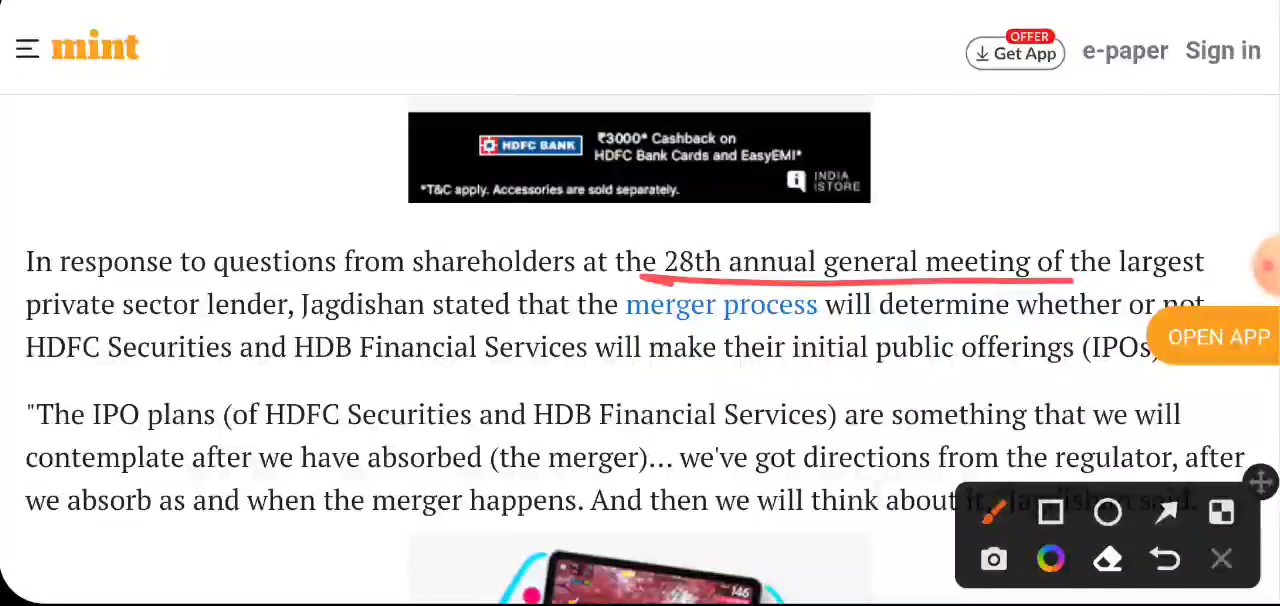 mint
OFFER
Get App
e-paper
Sign in
HDFC BANK
₹3000* Cashback on
HDFC Bank Cards and EasyEMI*
*T&C apply. Accessories are sold separately.
INDIA
iSTORE
In response to questions from shareholders at the 28th annual general meeting of the largest
private sector lender, Jagdishan stated that the merger process will determine whether or not
HDFC Securities and HDB Financial Services will make their initial public offerings (IPOs)
OPEN APP
"The IPO plans (of HDFC Securities and HDB Financial Services) are something that we will
contemplate after we have absorbed (the merger)... we've got directions from the regulator, after
we absorb as and when the merger happens. And then we will think about it," Jagdishan said.
146